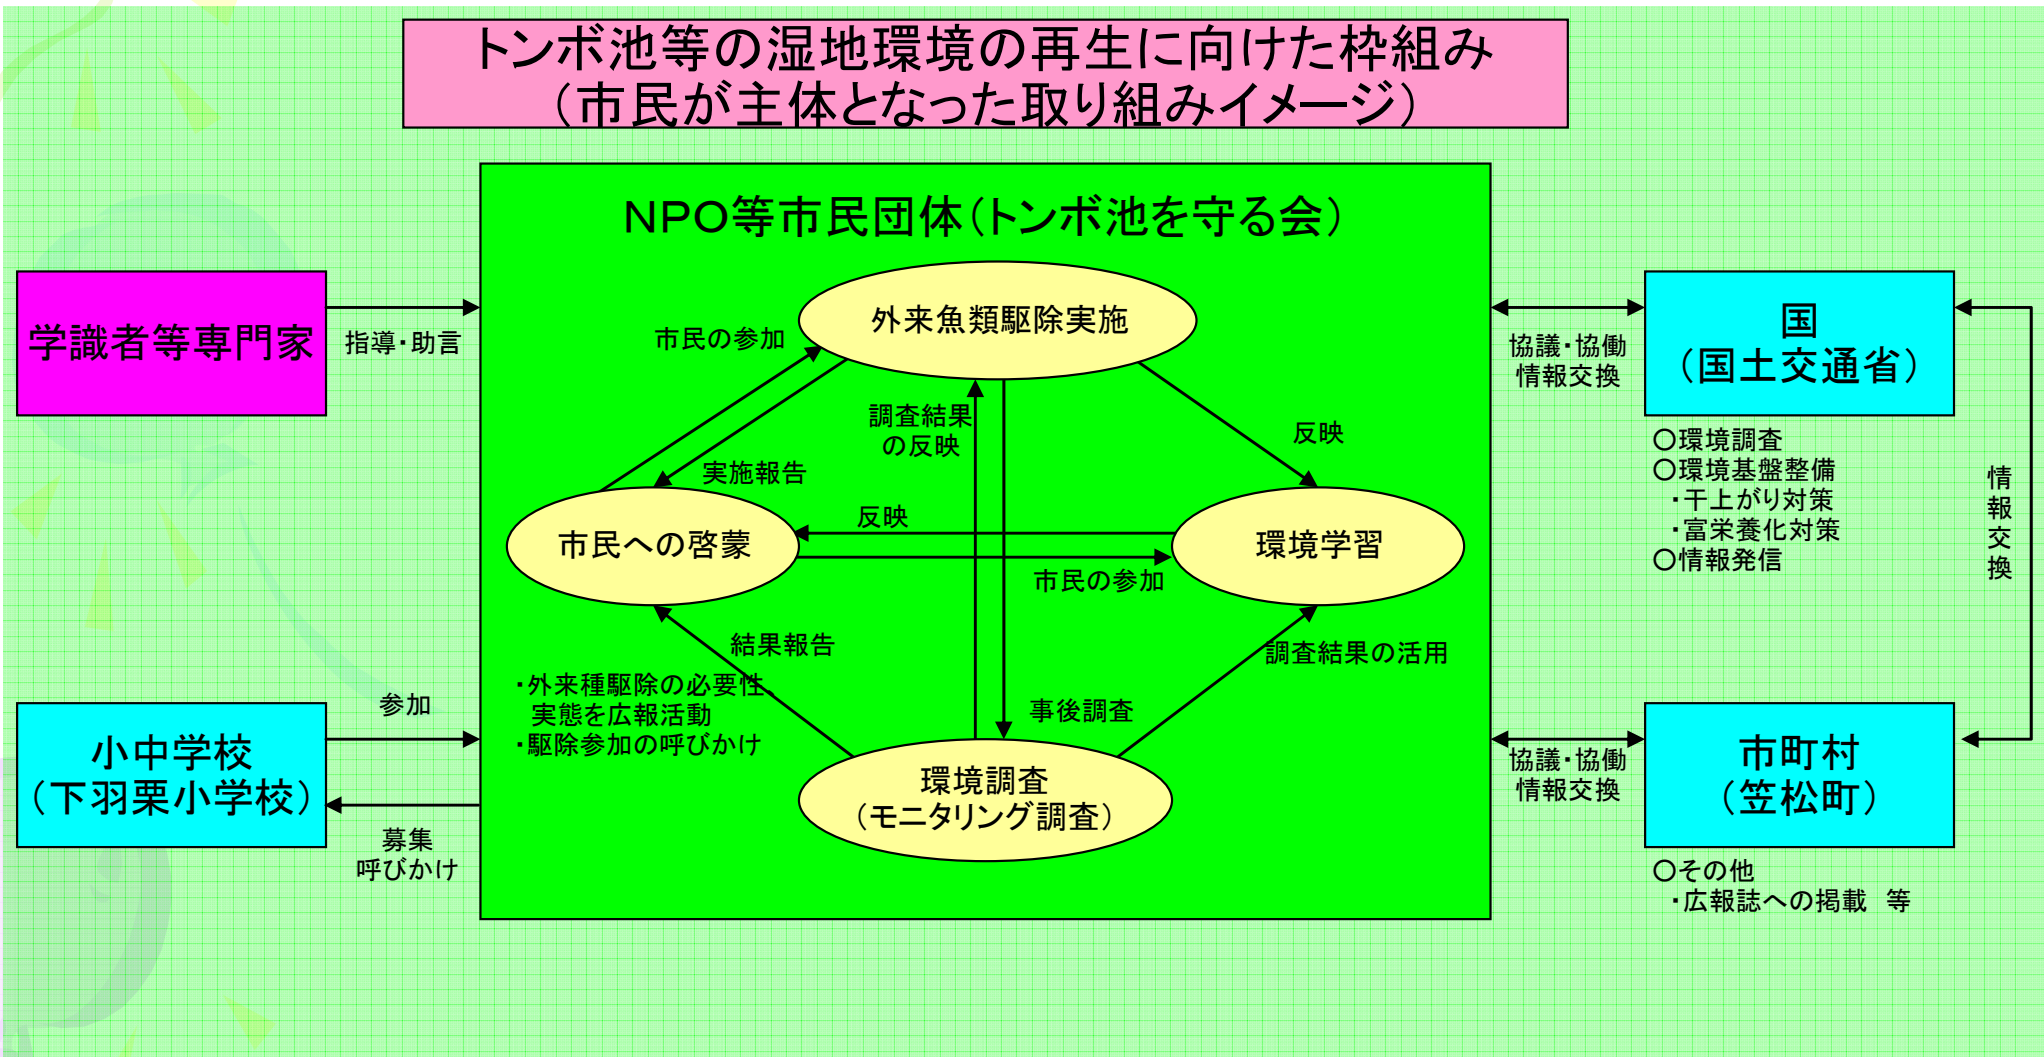 トンボ池等の湿地環境の再生に向けた枠組み
（市民が主体となった取り組みイメージ）
NPO等市民団体（トンボ池を守る会）
学識者等専門家
指導・助言
小中学校
（下羽栗小学校）
参加
募集
呼びかけ
外来魚類駆除実施
市民の参加
実施報告
調査結果
の反映
反映
市民への啓蒙
反映
市民の参加
環境学習
結果報告
・外来種駆除の必要性、
実態を広報活動
・駆除参加の呼びかけ
事後調査
調査結果の活用
環境調査
（モニタリング調査）
協議・協働
情報交換
国
（国土交通省）
○環境調査
○環境基盤整備
・干上がり対策
・富栄養化対策
○情報発信
情報交換
協議・協働
情報交換
市町村
（笠松町）
○その他
・広報誌への掲載　等